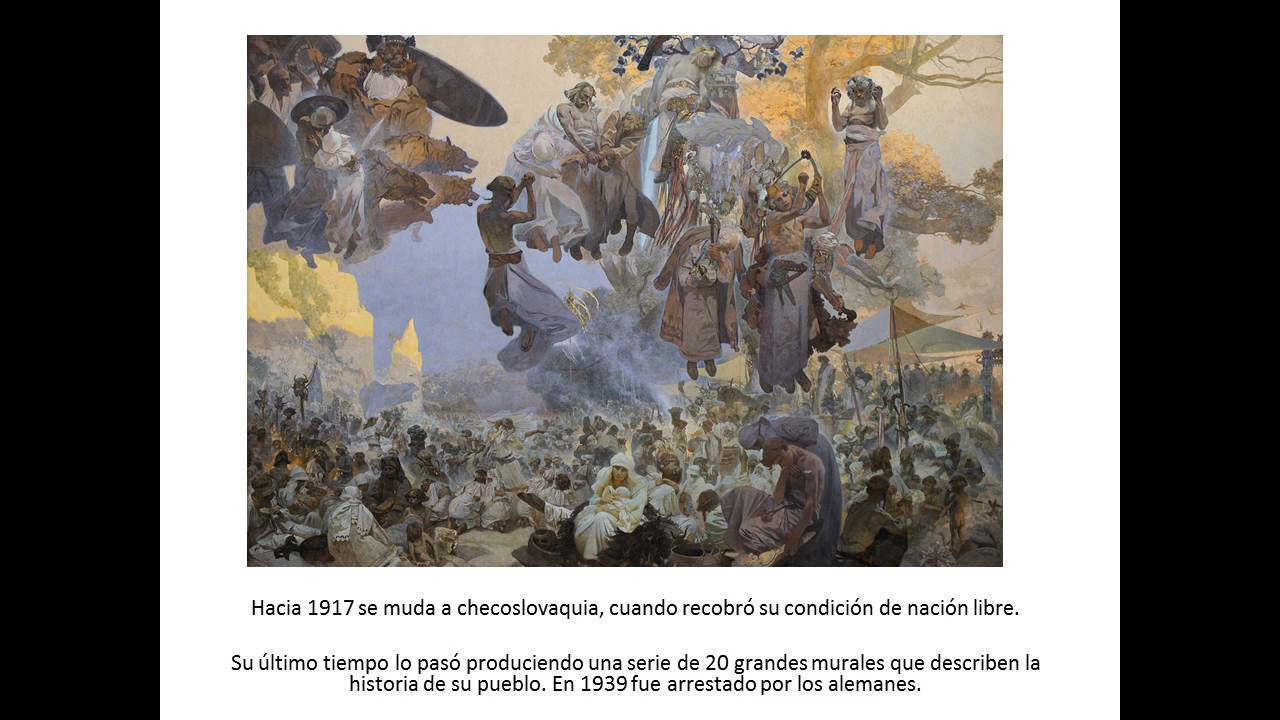 Hacia 1917 se muda a checoslovaquia, cuando recobró su condición de nación libre.
Su último tiempo lo pasó produciendo una serie de 20 grandes murales que describen la
historia de su pueblo. En 1939 fue arrestado por los alemanes.